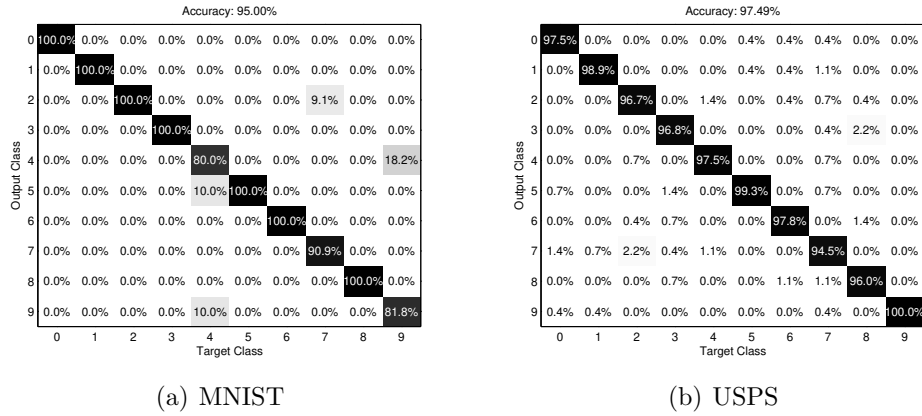 Accuracy: 95.00%
0 100.0% 0.0% 0.0% 0.0% 0.0% 0.0% 0.0% 0.0% 0.0% 0.0%
1 0.0% 100.0% 0.0% 0.0% 0.0% 0.0% 0.0% 0.0% 0.0% 0.0%
2 0.0% 0.0% 100.0% 0.0% 0.0% 0.0% 0.0% 9.1% 0.0% 0.0%
3 0.0% 0.0% 0.0% 100.0% 0.0% 0.0% 0.0% 0.0% 0.0% 0.0%
4 0.0% 0.0% 0.0% 0.0% 80.0% 0.0% 0.0% 0.0% 0.0% 18.2%
5 0.0% 0.0% 0.0% 0.0% 10.0% 100.0% 0.0% 0.0% 0.0% 0.0%
6 0.0% 0.0% 0.0% 0.0% 0.0% 0.0% 100.0% 0.0% 0.0% 0.0%
7 0.0% 0.0% 0.0% 0.0% 0.0% 0.0% 0.0% 90.9% 0.0% 0.0%
8 0.0% 0.0% 0.0% 0.0% 0.0% 0.0% 0.0% 0.0% 100.0% 0.0%
9 0.0% 0.0% 0.0% 0.0% 10.0% 0.0% 0.0% 0.0% 0.0% 81.8%
0 1 2 3 4 5 6 7 8 9
Target Class
Output Class
(a) MNIST
Accuracy: 97.49%
0 97.5% 0.0% 0.0% 0.0% 0.0% 0.4% 0.4% 0.4% 0.0% 0.0%
1 0.0% 98.9% 0.0% 0.0% 0.0% 0.4% 0.4% 1.1% 0.0% 0.0%
2 0.0% 0.0% 96.7% 0.0% 1.4% 0.0% 0.4% 0.7% 0.4% 0.0%
3 0.0% 0.0% 0.0% 96.8% 0.0% 0.0% 0.0% 0.4% 2.2% 0.0%
4 0.0% 0.0% 0.7% 0.0% 97.5% 0.0% 0.0% 0.7% 0.0% 0.0%
5 0.7% 0.0% 0.0% 1.4% 0.0% 99.3% 0.0% 0.7% 0.0% 0.0%
6 0.0% 0.0% 0.4% 0.7% 0.0% 0.0% 97.8% 0.0% 1.4% 0.0%
7 1.4% 0.7% 2.2% 0.4% 1.1% 0.0% 0.0% 94.5% 0.0% 0.0%
8 0.0% 0.0% 0.0% 0.7% 0.0% 0.0% 1.1% 1.1% 96.0% 0.0%
9 0.4% 0.4% 0.0% 0.0% 0.0% 0.0% 0.0% 0.4% 0.0% 100.0%
0 1 2 3 4 5 6 7 8 9
Target Class
Output Class
(b) USPS